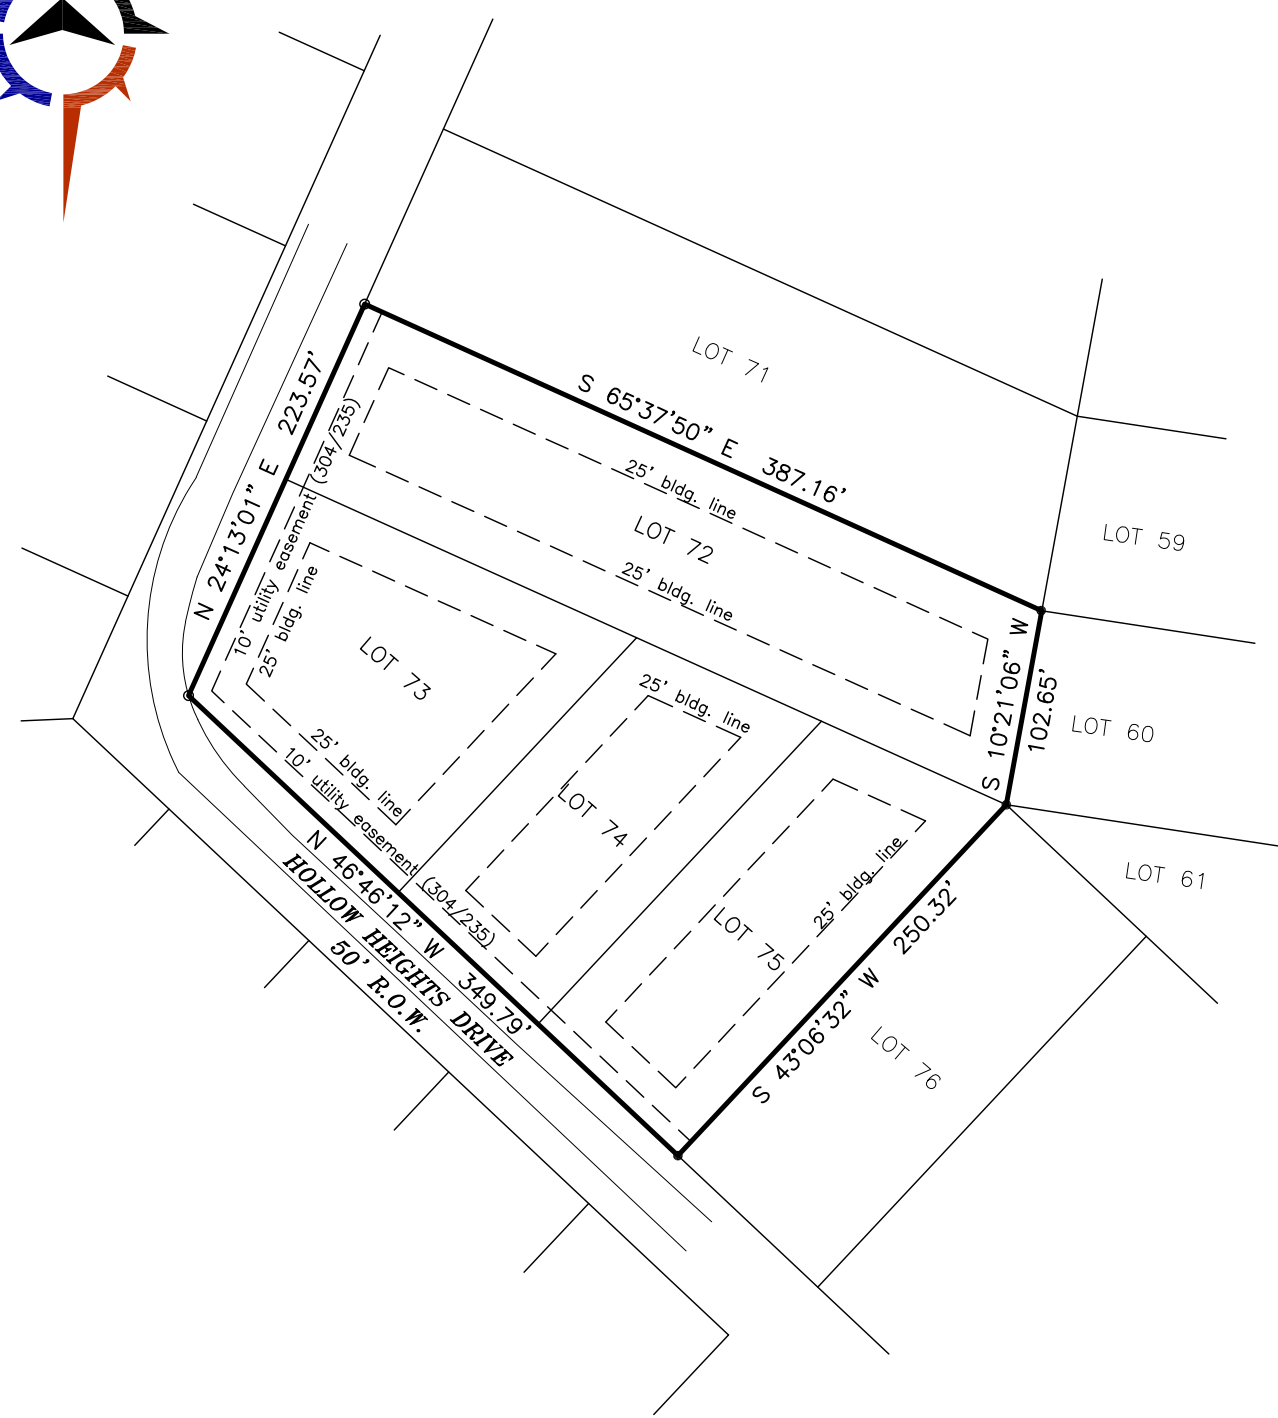 LOT 71
S 65°37'50" E 387.16'
N 24°13'01" E 223.57'
10' utility easement (304/235)
25' bldg. line
LOT 72
25' bldg. line
LOT 59
25' bldg. line
LOT 73
25' bldg. line
10' utility easement (304/235)
25' bldg. line
LOT 74
S 10°21'06" W
102.65'
LOT 60
25' bldg. line
LOT 75
LOT 61
N 46°46'12" W 349.79'
HOLLOW HEIGHTS DRIVE
50' R.O.W.
S 43°06'32" W 250.32'
LOT 76